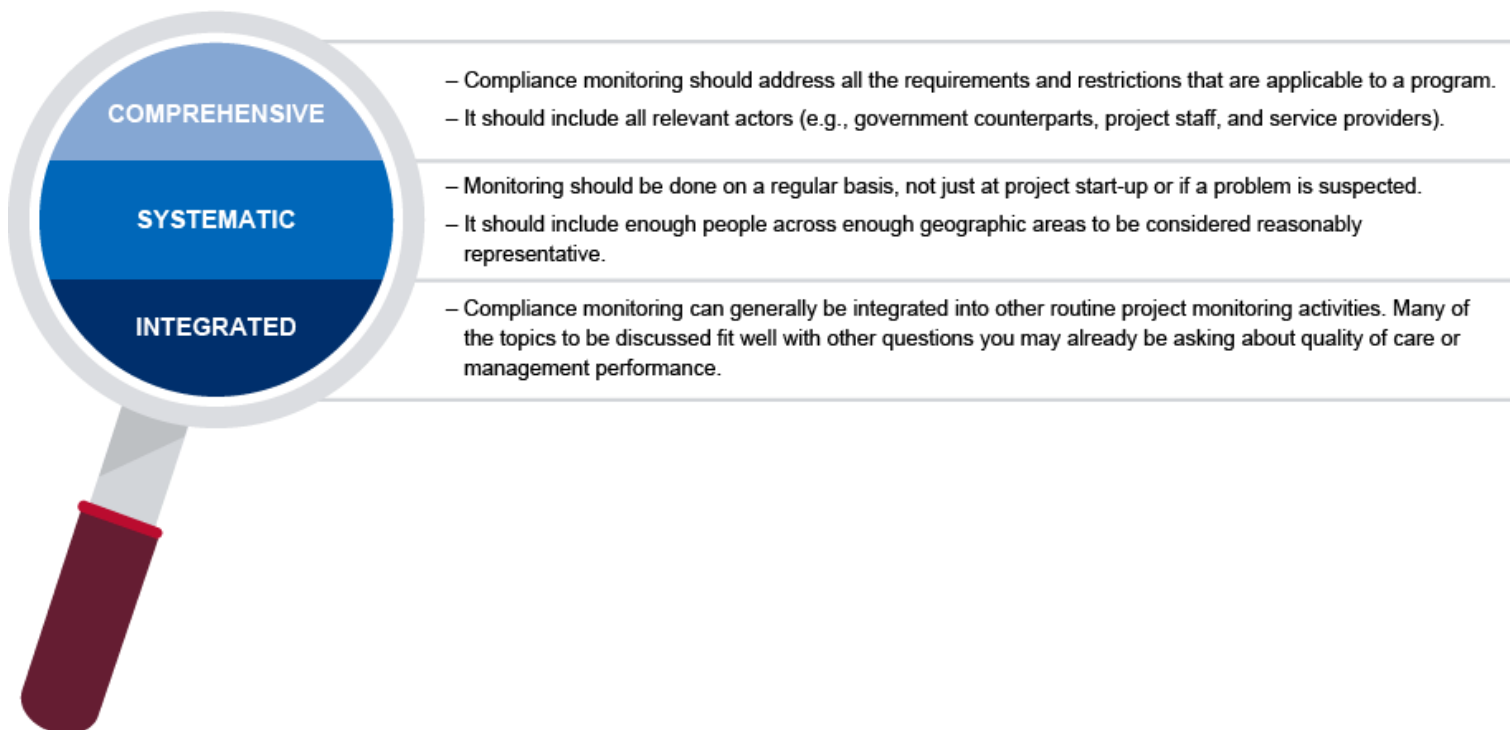 COMPREHENSIVE
– Compliance monitoring should address all the requirements and restrictions that are applicable to a program.
– It should include all relevant actors (e.g., government counterparts, project staff, and service providers).
SYSTEMATIC
– Monitoring should be done on a regular basis, not just at project start-up or if a problem is suspected.
– It should include enough people across enough geographic areas to be considered reasonably
representative.
INTEGRATED
– Compliance monitoring can generally be integrated into other routine project monitoring activities. Many of
the topics to be discussed fit well with other questions you may already be asking about quality of care or
management performance.